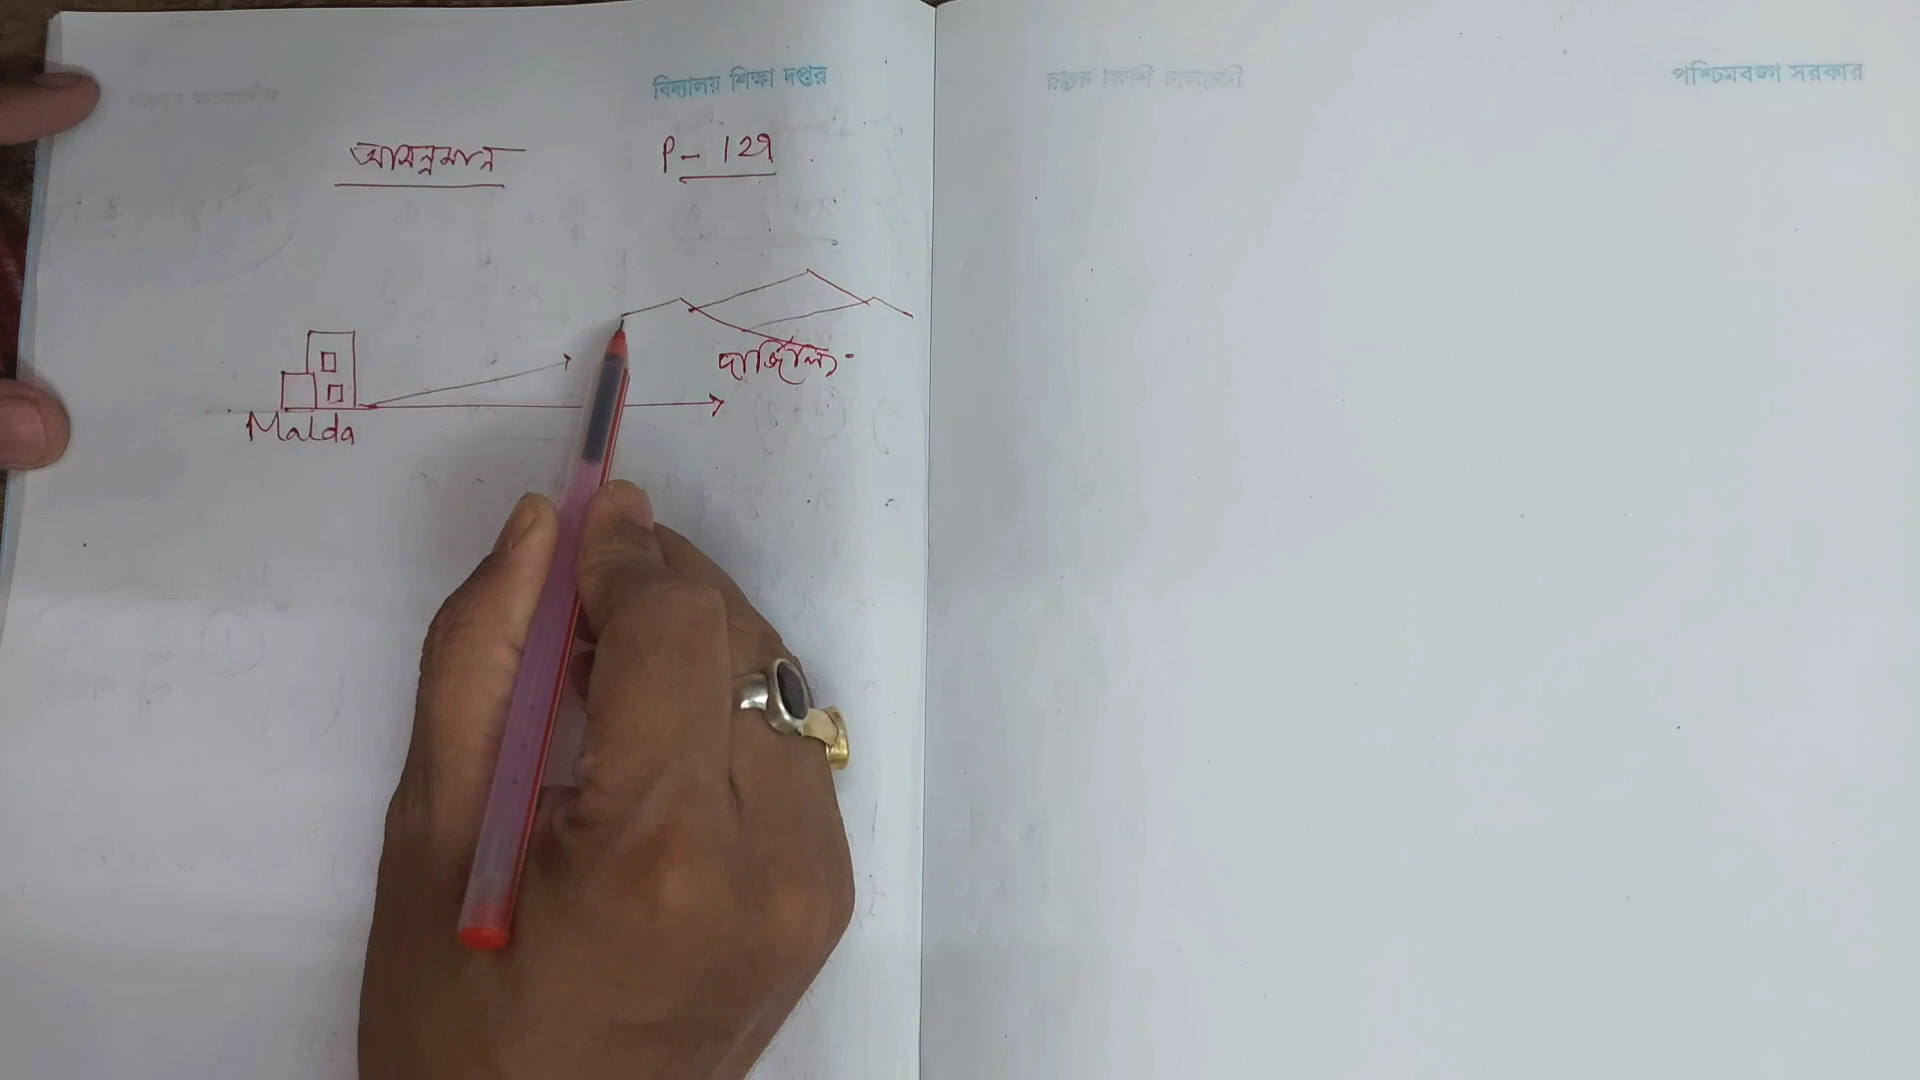 বিদ্যালয় শিক্ষা দপ্তর
পশ্চিমবঙ্গ সরকার
আসন্নমান
P - 129
দার্জিলিং
Malda